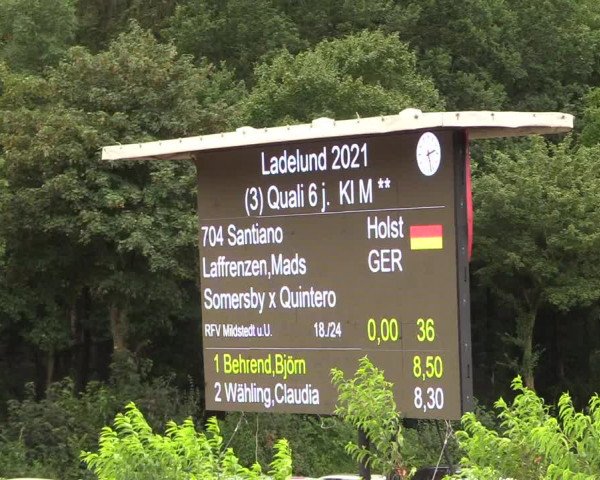 Ladelund 2021
(3) Quali 6 j. Kl M **
704 Santiano Holst
Laffrenzen,Mads GER
Somersby x Quintero
RFV Mildstedt u.U. 18./24 0,00 36
1 Behrend,Björn 8,50
2 Wähling,Claudia 8,30